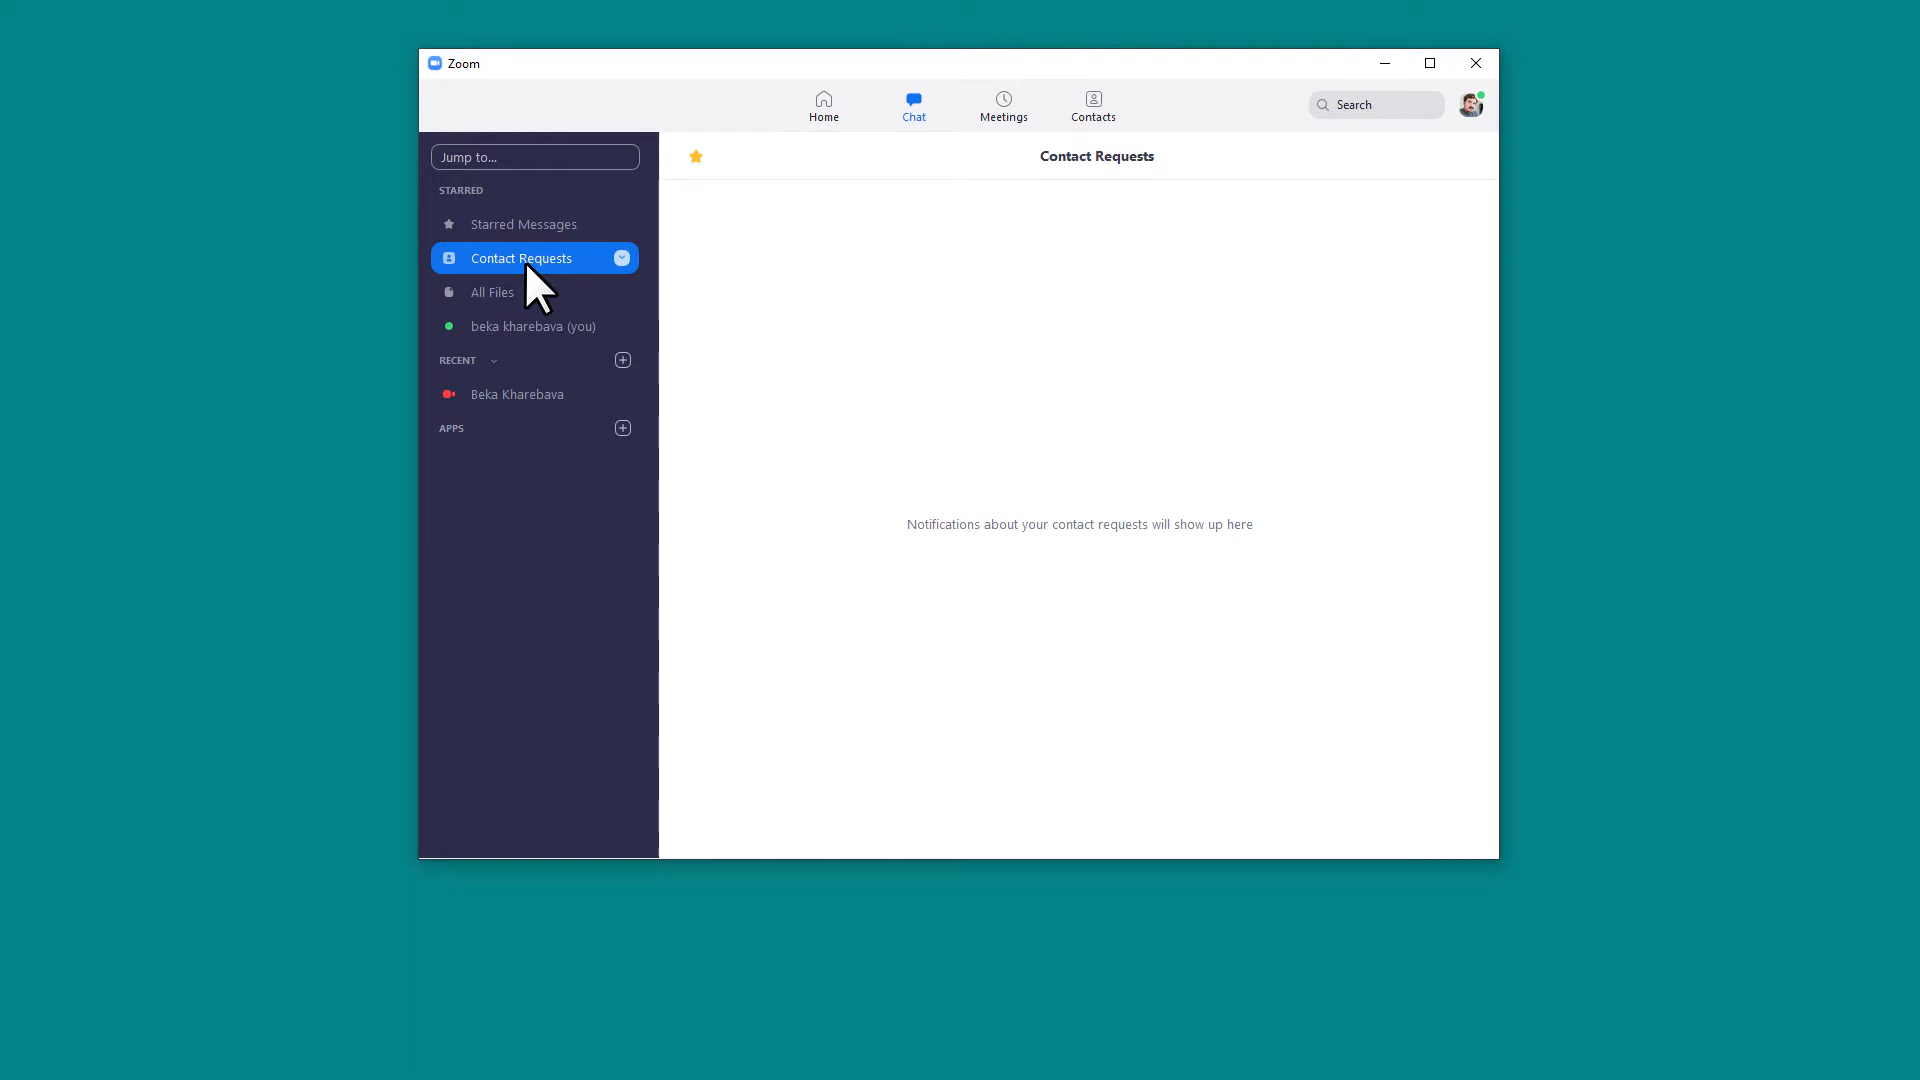 Zoom
Home
Chat
Meetings
Contacts
Search
Jump to...
STARRED
Starred Messages
Contact Requests
All Files
beka kharebava (you)
RECENT
Beka Kharebava
APPS
Contact Requests
Notifications about your contact requests will show up here